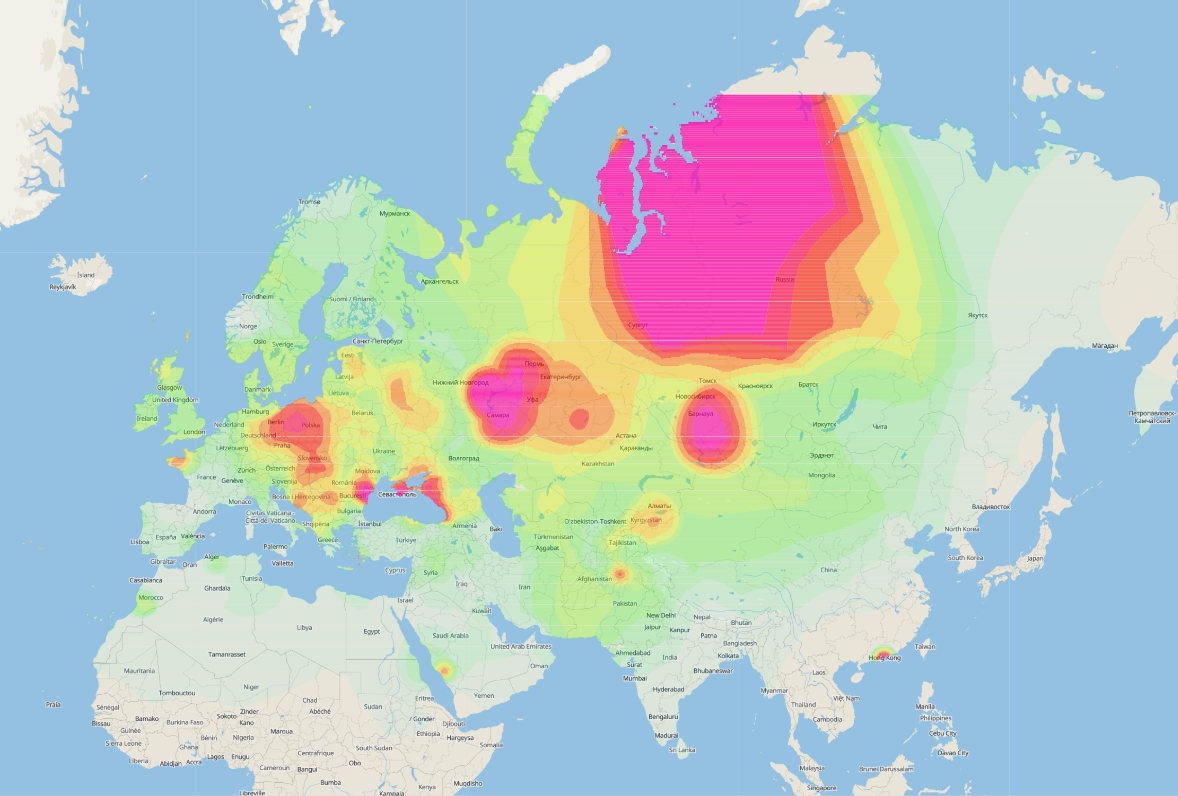 Tromsø
Мурманск
Ísland
Reykjavík
Архангельск
Russia
Trondheim
Suomi / Finland
Якутск
Norge
Сургут
Oslo
Sverige
Санкт-Петербург
Магадан
Eesti
Latvija
Пермь
Екатеринбург
Нижний Новгород
Томск
Красноярск
Братск
Glasgow
United Kingdom
Danmark
Lietuva
Уфа
Новосибирск
Ireland
Hamburg
Belarus
Самара
Барнаул
Петропавловск-
Камчатский
London
Nederland
Berlin
Polska
Иркутск
Чита
Deutschland
Астана
Lëtzebuerg
Praha
Ukraine
Қарағанды
Эрдэнэт
Slovensko
Волгоград
Kazakhstan
Zürich
Österreich
Moldova
Mongolia
France
Genève
Slovenija
România
Monaco
Bosna i Hercegovina
București
Севастополь
Владивосток
Andorra
Città del Vaticano
Bulgaria
Алматы
Kyrgyzstan
Shqipëria
İstanbul
Armenia
Bakı
O'zbekiston
Toshkent
North Korea
Lisboa
España
València
Palermo
Greece
Türkiye
Türkmenistan
Aşgabat
Tajikistan
South Korea
Japan
Gibraltar
Oran
Alger
Valletta
Cyprus
Syria
China
Casablanca
Tunisia
Iraq
Iran
Afghanistan
Ghardaïa
Morocco
Israel
Kuwait
Pakistan
New Delhi
Nepal
Bhutan
Algérie
Libya
Egypt
Saudi Arabia
Jaipur
Kanpur
Patna
Bangladesh
United Arab Emirates
Ahmedabad
India
Kolkata
Hong Kong
Taiwan
Tamanrasset
Oman
Surat
Bhubaneswar
Mauritania
Mumbai
Laos
Tombouctou
Niger
Hyderabad
Myanmar
Praia
Sénégal
Chad
Sudan
Eritrea
Yemen
Việt Nam
Thailand
Manila
Bamako
Sokoto
Zinder
Abéché
Gonder
Djibouti
Bengaluru
Cambodia
Philippines
Bissau
Burkina Faso
Kano
Guinée
Bénin
Nigeria
Maroua
Ethiopia
Hargeysa
Madurai
Cebu City
Sierra Leone
Ghana
South Sudan
Somalia
Sri Lanka
Davao City
Liberia
Abidjan
Accra
Lagos
Enugu
Centrafrique
Obo
Cameroun
Bangui
Malaysia
Brunei Darussalam
Bumba
Kenya
Muqdisho
Singapore
Libreville
Kampala